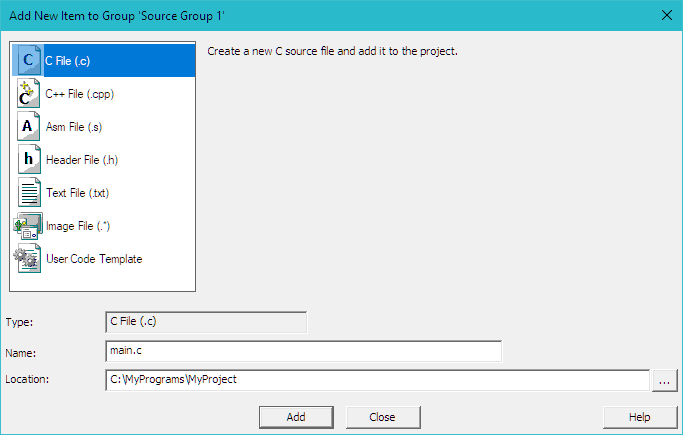 Add New Item to Group 'Source Group 1'
C File (.c)
Create a new C source file and add it to the project.
C
C++ File (.cpp)
C
A
Asm File (.s)
h
Header File (.h)
Text File (.txt)
Image File (.*)
User Code Template
Type:
C File (.c)
Name:
main.c
Location:
C:\MyPrograms\MyProject
...
Add
Close
Help